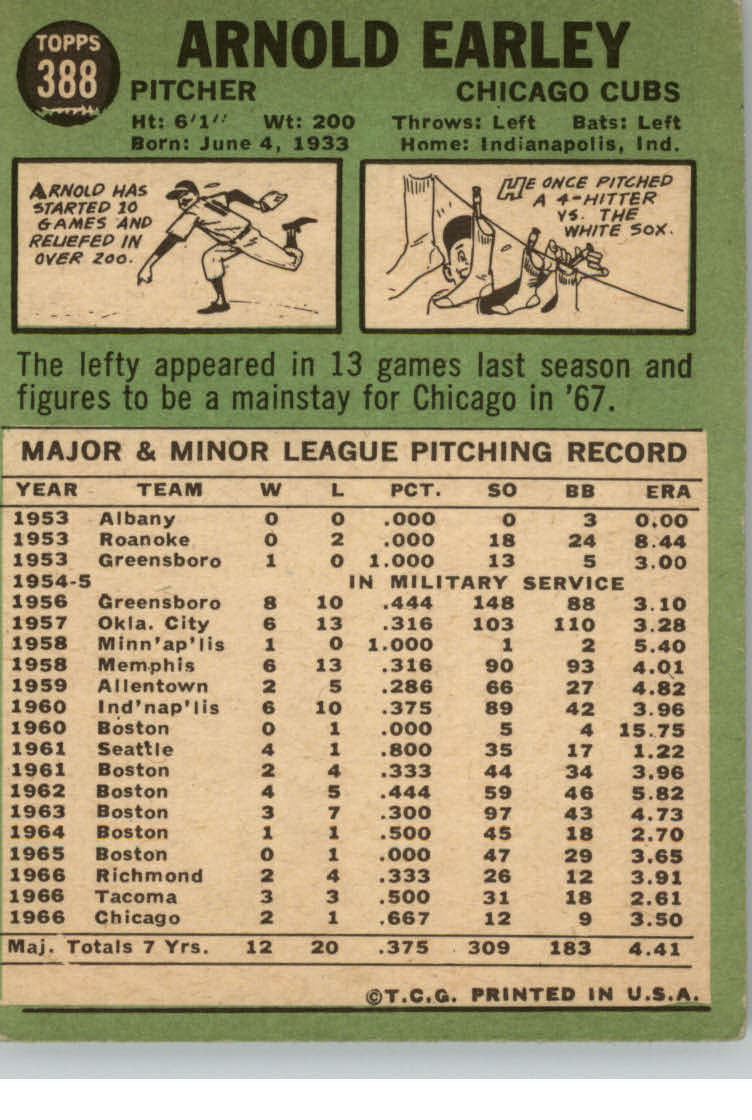 TOPPS
388
ARNOLD EARLEY
PITCHER CHICAGO CUBS
Ht: 6'1" Wt: 200 Throws: Left Bats: Left
Born: June 4, 1933 Home: Indianapolis, Ind.
ARNOLD HAS
STARTED 10
GAMES AND
RELIEFED IN
OVER 200.
HE ONCE PITCHED
A 4-HITTER
VS. THE
WHITE SOX.
The lefty appeared in 13 games last season and
figures to be a mainstay for Chicago in '67.
MAJOR & MINOR LEAGUE PITCHING RECORD
YEAR TEAM W L PCT. SO BB ERA
1953 Albany 0 0 .000 0 3 0.00
1953 Roanoke 0 2 .000 18 24 8.44
1953 Greensboro 1 0 1.000 13 5 3.00
1954-5 IN MILITARY SERVICE
1956 Greensboro 8 10 .444 148 88 3.10
1957 Okla. City 6 13 .316 103 110 3.28
1958 Minn'ap'lis 1 0 1.000 1 2 5.40
1958 Memphis 6 13 .316 90 93 4.01
1959 Allentown 2 5 .286 66 27 4.82
1960 Ind'nap'lis 6 10 .375 89 42 3.96
1960 Boston 0 1 .000 5 4 15.75
1961 Seattle 4 1 .800 35 17 1.22
1961 Boston 2 4 .333 44 34 3.96
1962 Boston 4 5 .444 59 46 5.82
1963 Boston 3 7 .300 97 43 4.73
1964 Boston 1 1 .500 45 18 2.70
1965 Boston 0 1 .000 47 29 3.65
1966 Richmond 2 4 .333 26 12 3.91
1966 Tacoma 3 3 .500 31 18 2.61
1966 Chicago 2 1 .667 12 9 3.50
Maj. Totals 7 Yrs. 12 20 .375 309 183 4.41
©T.C.G. PRINTED IN U.S.A.